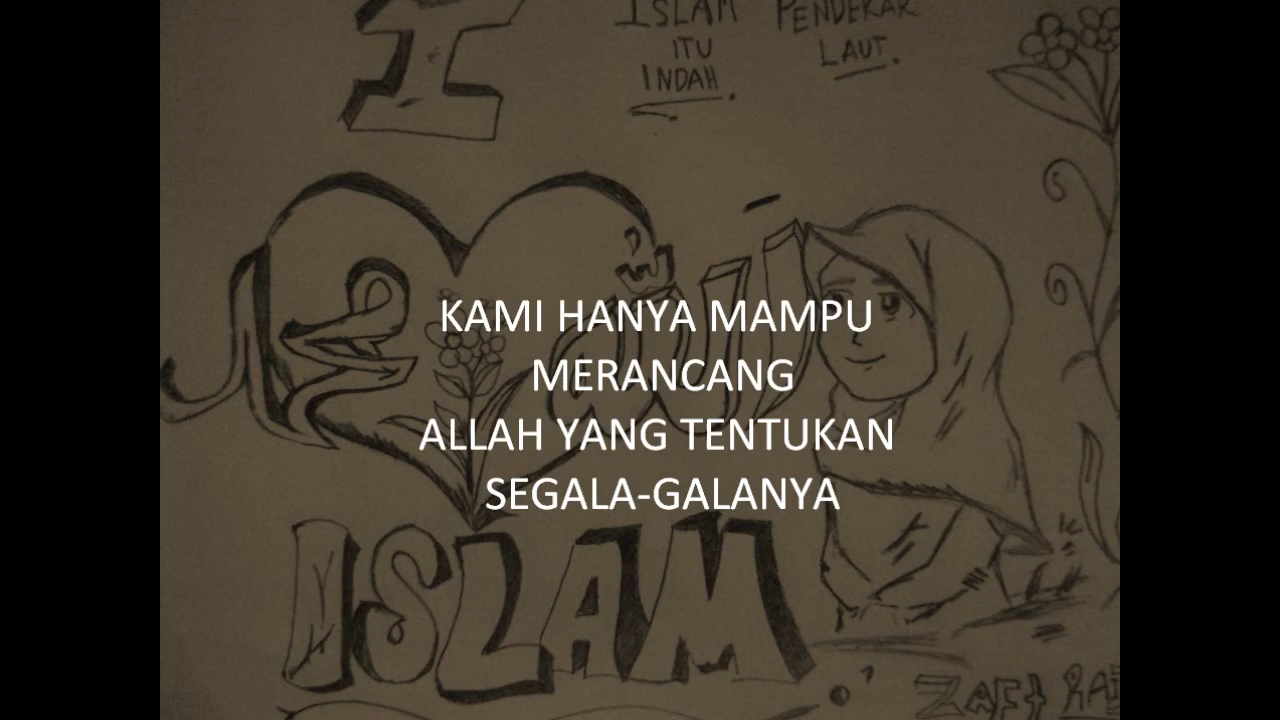 I
ISLAM
ITU
INDAH.
PENDEKAR
LAUT.
KAMI HANYA MAMPU
MERANCANG
ALLAH YANG TENTUKAN
SEGALA-GALANYA
ISLAM